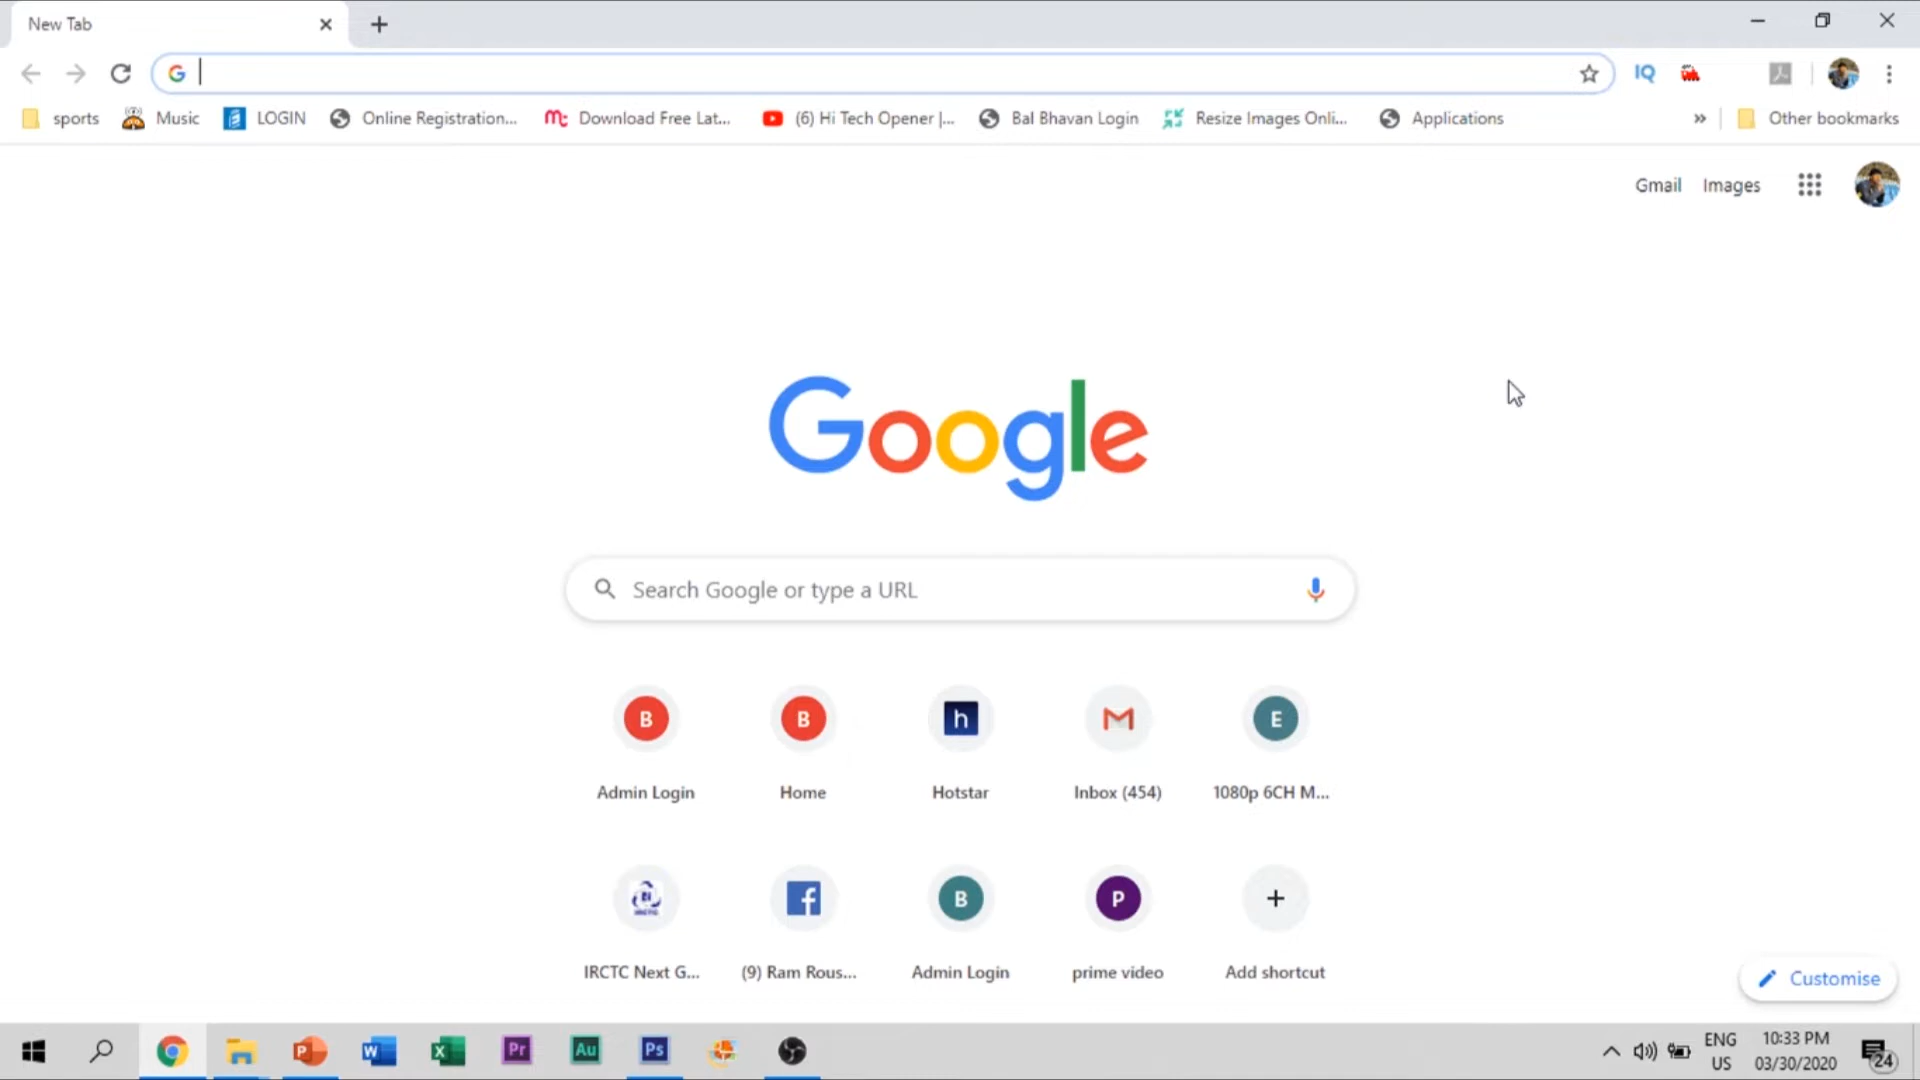 New Tab
sports Music LOGIN Online Registration... Download Free Lat... (6) Hi Tech Opener |... Bal Bhavan Login Resize Images Onli... Applications » Other bookmarks
Gmail Images
Google
Search Google or type a URL
B B h M E
Admin Login Home Hotstar Inbox (454) 1080p 6CH M...
B P
IRCTC Next G... (9) Ram Rous... Admin Login prime video Add shortcut
Customise
ENG 10:33 PM
US 03/30/2020 24